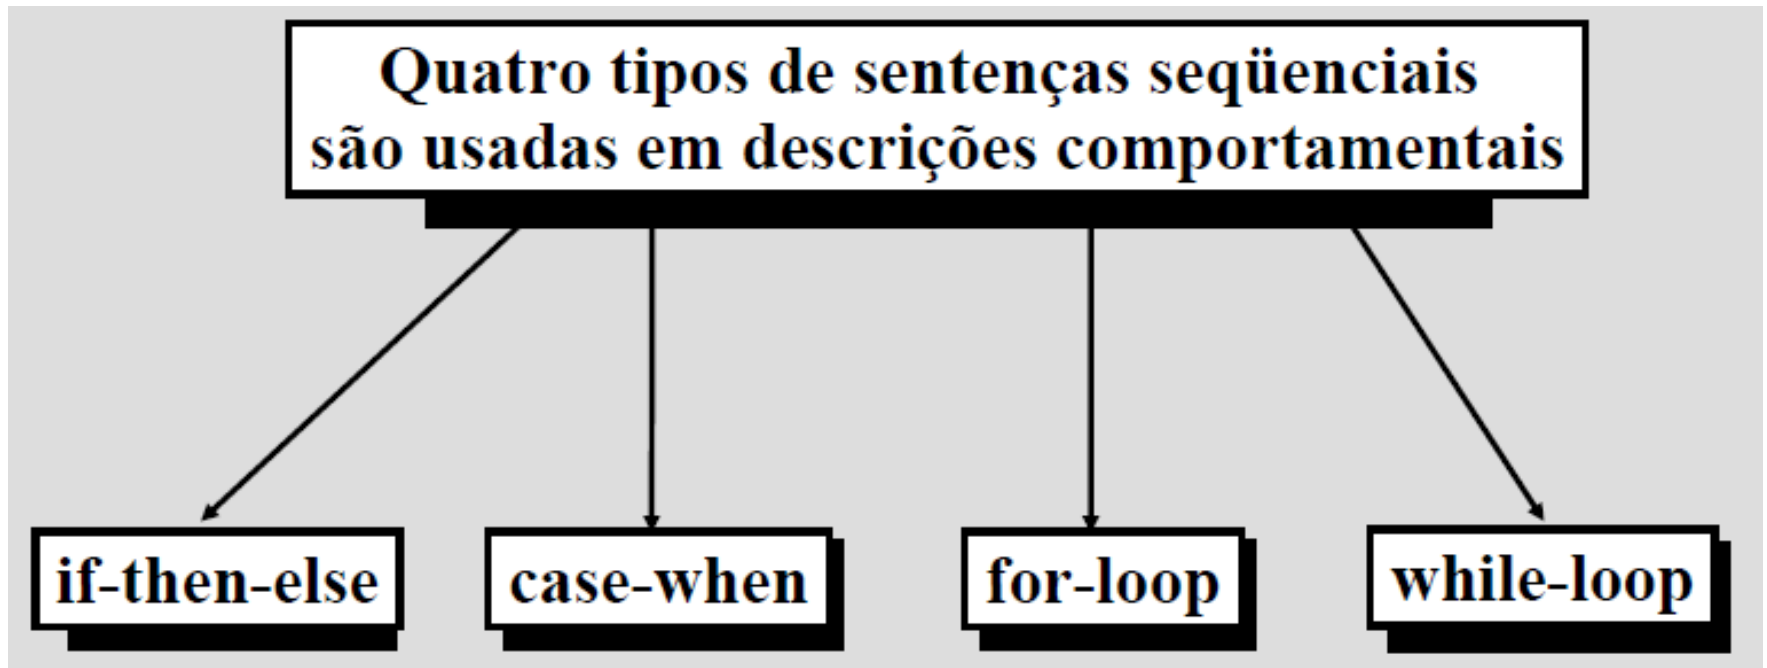 Quatro tipos de sentenças seqüenciais
são usadas em descrições comportamentais
if-then-else
case-when
for-loop
while-loop